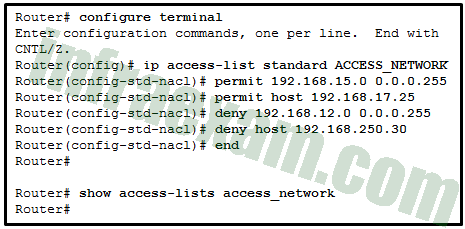 Router# configure terminal
Enter configuration commands, one per line.  End with
CNTL/Z.
Router(config)# ip access-list standard ACCESS_NETWORK
Router(config-std-nacl)# permit 192.168.15.0 0.0.0.255
Router(config-std-nacl)# permit host 192.168.17.25
Router(config-std-nacl)# deny 192.168.12.0 0.0.0.255
Router(config-std-nacl)# deny host 192.168.250.30
Router(config-std-nacl)# end
Router#
Router# show access-lists access_network
Router#
infraexam.com